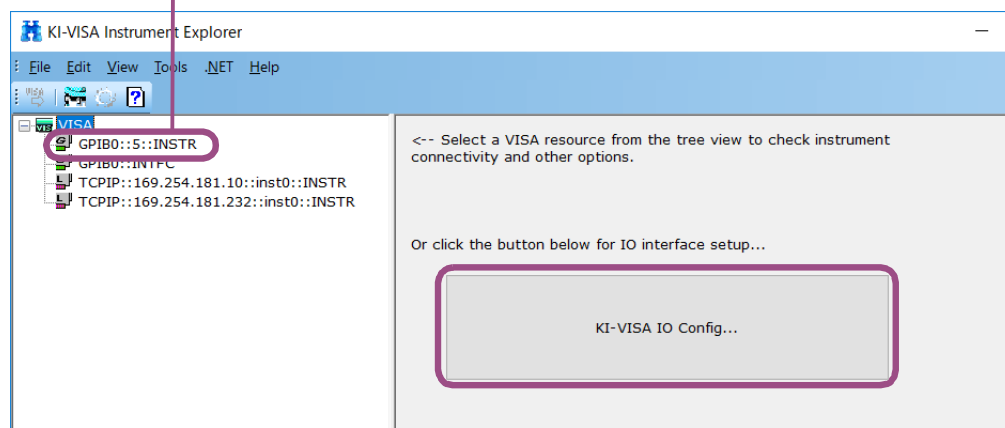 KI-VISA Instrument Explorer
File Edit View Tools .NET Help
VISA
GPIB0::5::INSTR
GPIB0::INTFC
TCPIP::169.254.181.10::inst0::INSTR
TCPIP::169.254.181.232::inst0::INSTR
<-- Select a VISA resource from the tree view to check instrument
connectivity and other options.
Or click the button below for IO interface setup...
KI-VISA IO Config...